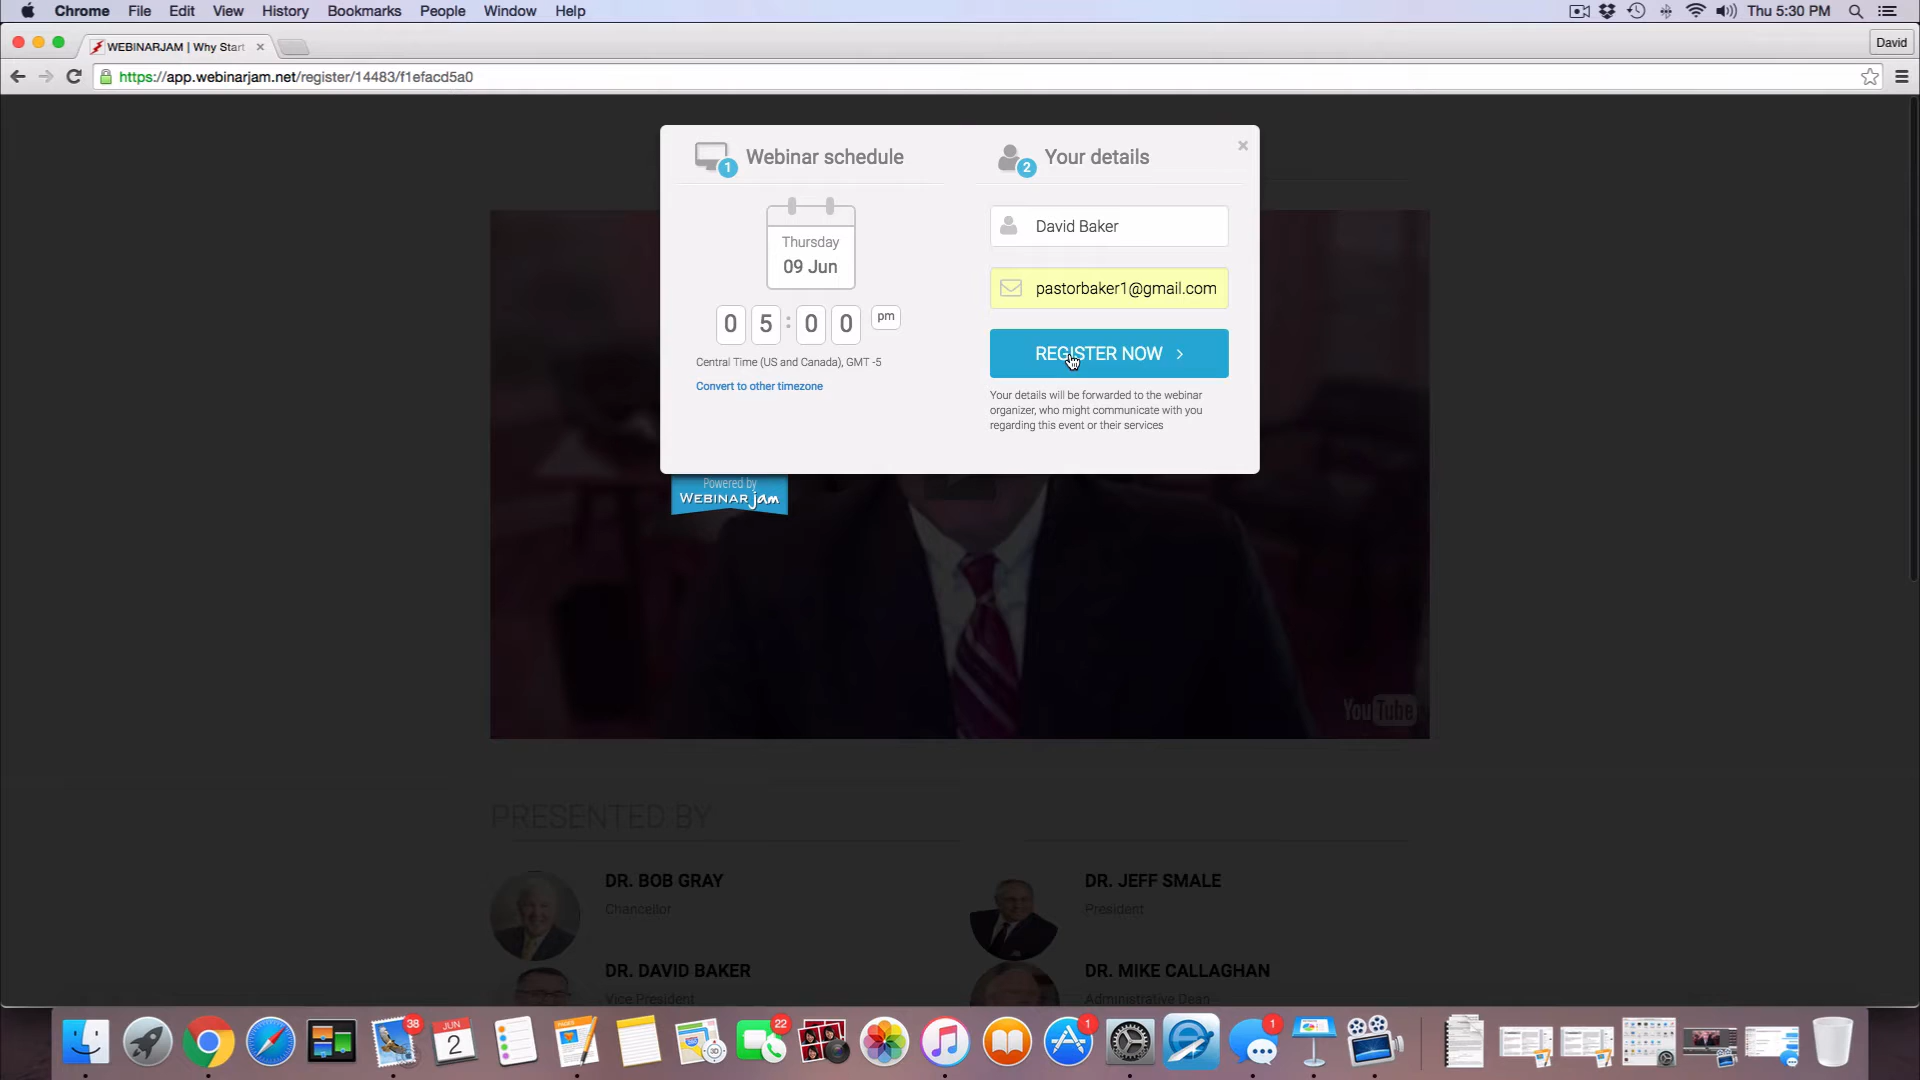 Chrome File Edit View History Bookmarks People Window Help Thu 5:30 PM
WEBINARJAM | Why Start David
https://app.webinarjam.net/register/14483/f1efacd5a0
1 Webinar schedule
Thursday
09 Jun
0 5 : 0 0 pm
Central Time (US and Canada), GMT -5
Convert to other timezone
2 Your details
David Baker
pastorbaker1@gmail.com
REGISTER NOW
Your details will be forwarded to the webinar
organizer, who might communicate with you
regarding this event or their services
Powered by
WEBINAR jam
YouTube
PRESENTED BY
DR. BOB GRAY
Chancellor
DR. JEFF SMALE
President
DR. DAVID BAKER
Vice President
DR. MIKE CALLAGHAN
Administrative Dean
38
JUN
2
3D
22
1
1